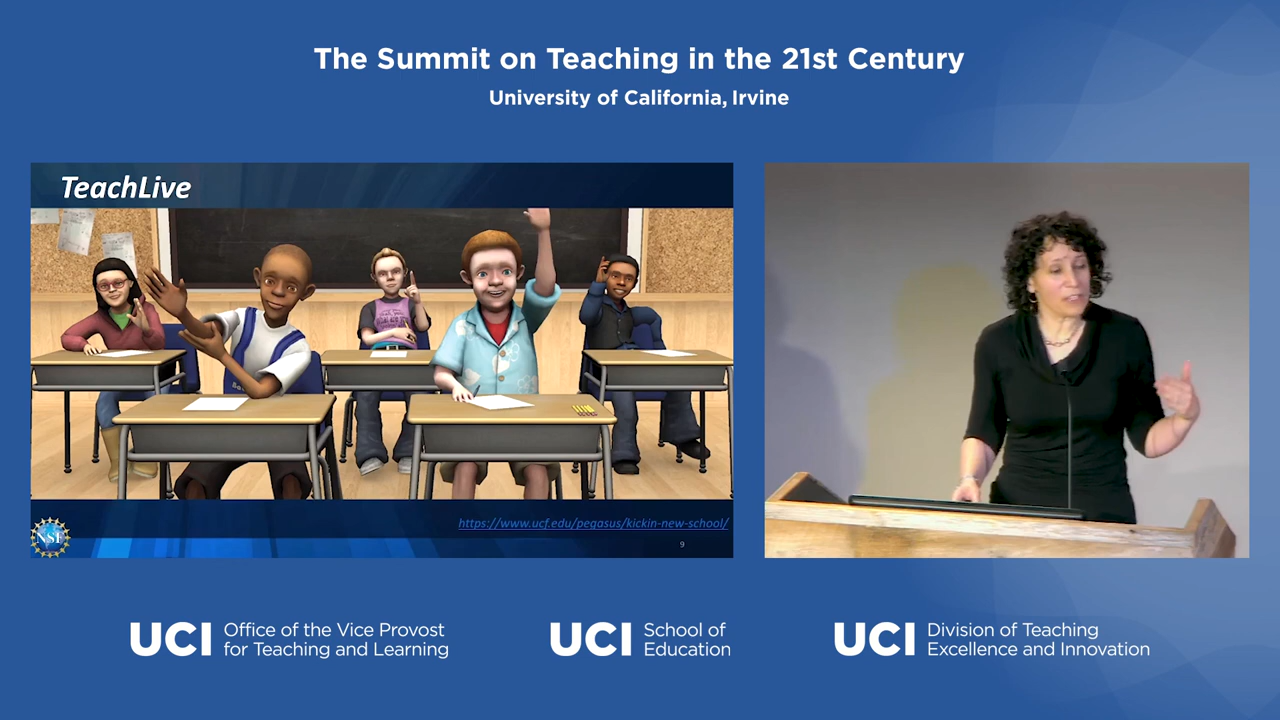 The Summit on Teaching in the 21st Century
University of California, Irvine
TeachLive
https://www.ucf.edu/pegasus/kickin-new-school/
NSF
9
UCI Office of the Vice Provost
for Teaching and Learning
UCI School of
Education
UCI Division of Teaching
Excellence and Innovation